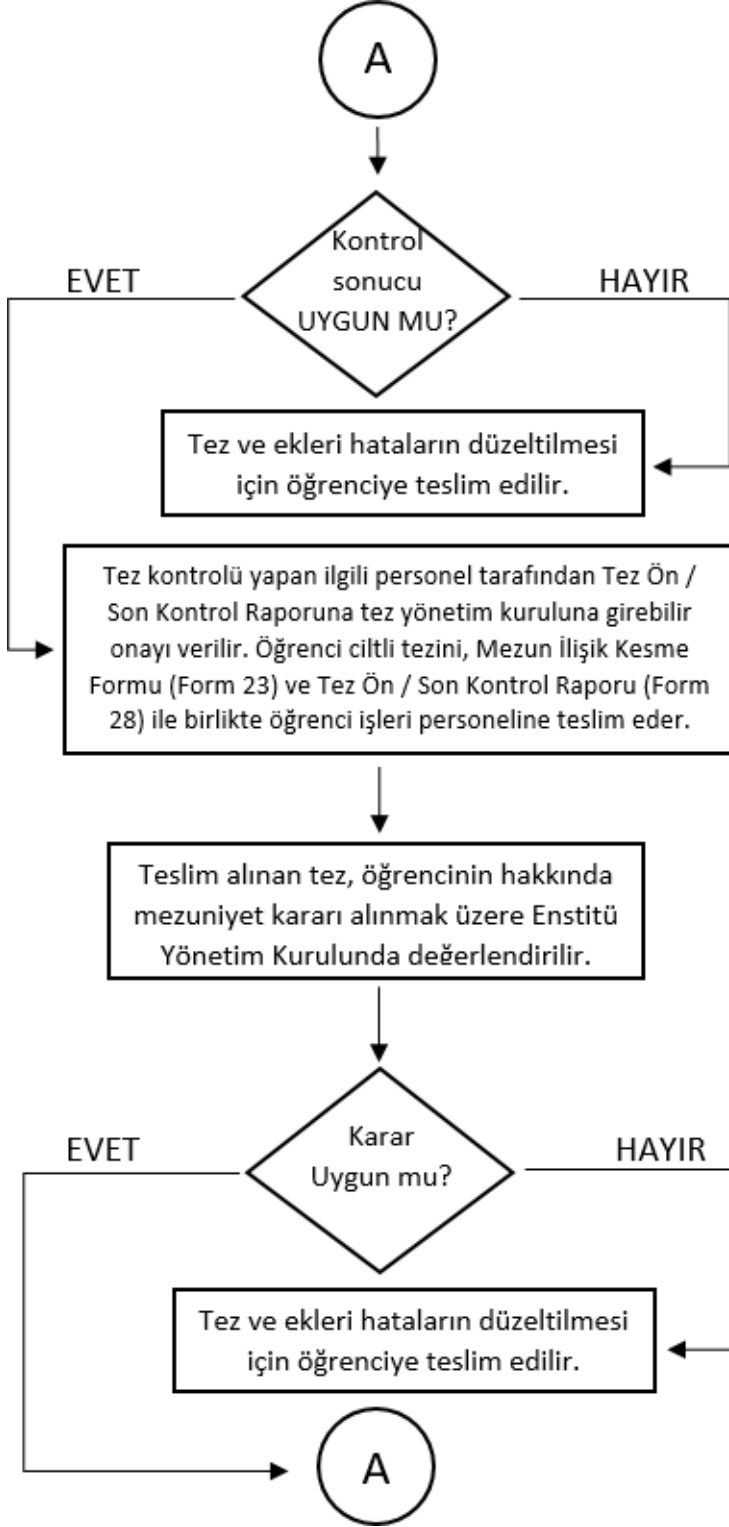 A
Kontrol
sonucu
UYGUN MU?
EVET
HAYIR
Tez ve ekleri hataların düzeltilmesi
için öğrenciye teslim edilir.
Tez kontrolü yapan ilgili personel tarafından Tez Ön /
Son Kontrol Raporuna tez yönetim kuruluna girebilir
onayı verilir. Öğrenci ciltli tezini, Mezun İlişik Kesme
Formu (Form 23) ve Tez Ön / Son Kontrol Raporu (Form
28) ile birlikte öğrenci işleri personeline teslim eder.
Teslim alınan tez, öğrencinin hakkında
mezuniyet kararı alınmak üzere Enstitü
Yönetim Kurulunda değerlendirilir.
Karar
Uygun mu?
EVET
HAYIR
Tez ve ekleri hataların düzeltilmesi
için öğrenciye teslim edilir.
A